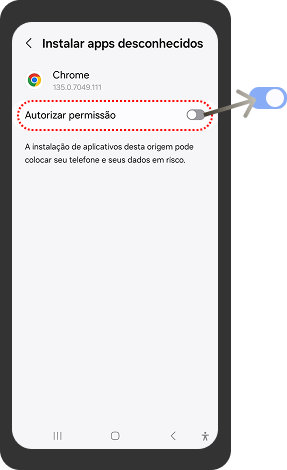 Instalar apps desconhecidos
Chrome
135.0.7049.111
Autorizar permissão
A instalação de aplicativos desta origem pode
colocar seu telefone e seus dados em risco.